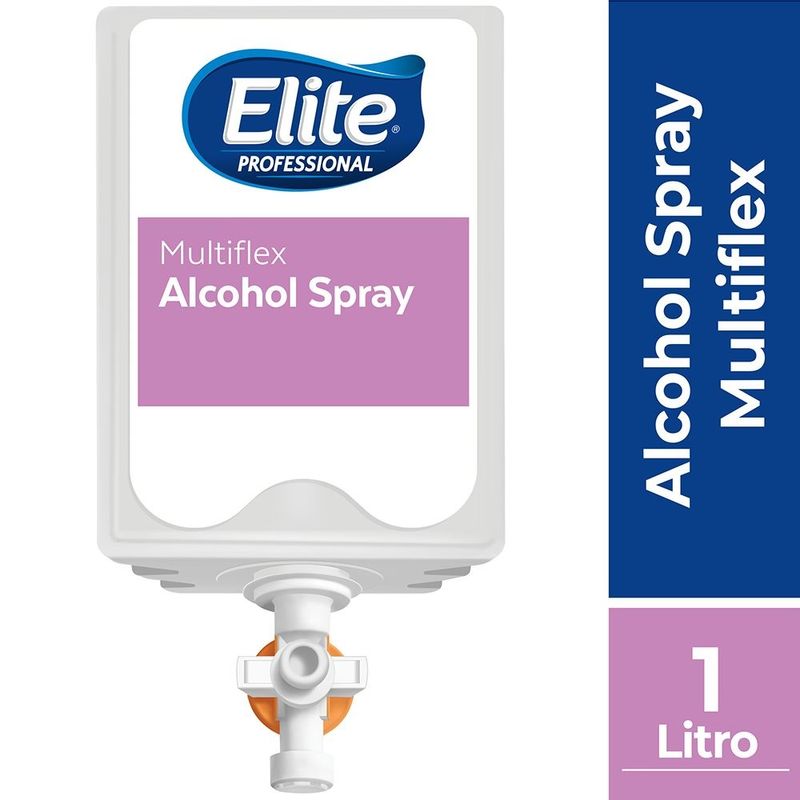 Elite®
PROFESSIONAL
Multiflex
Alcohol Spray
Alcohol Spray
Multiflex
1
Litro